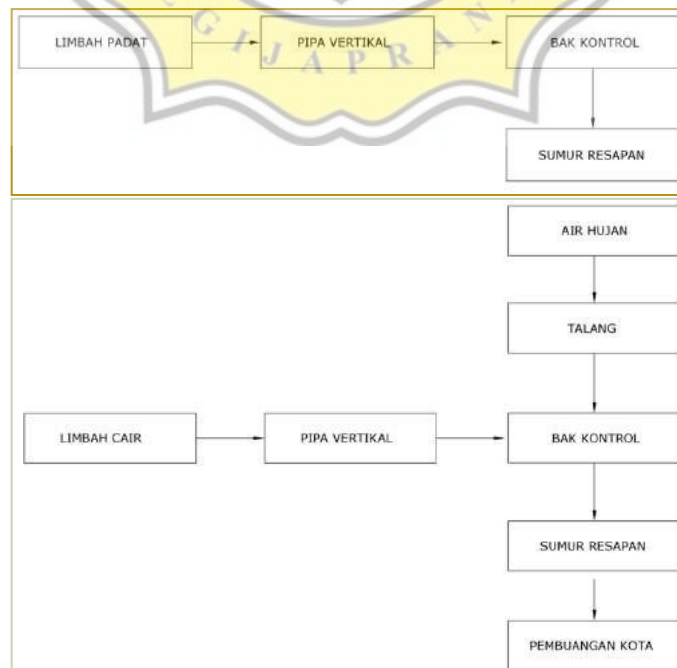 GIJAPRANA
LIMBAH PADAT
PIPA VERTIKAL
BAK KONTROL
SUMUR RESAPAN
AIR HUJAN
TALANG
LIMBAH CAIR
PIPA VERTIKAL
BAK KONTROL
SUMUR RESAPAN
PEMBUANGAN KOTA